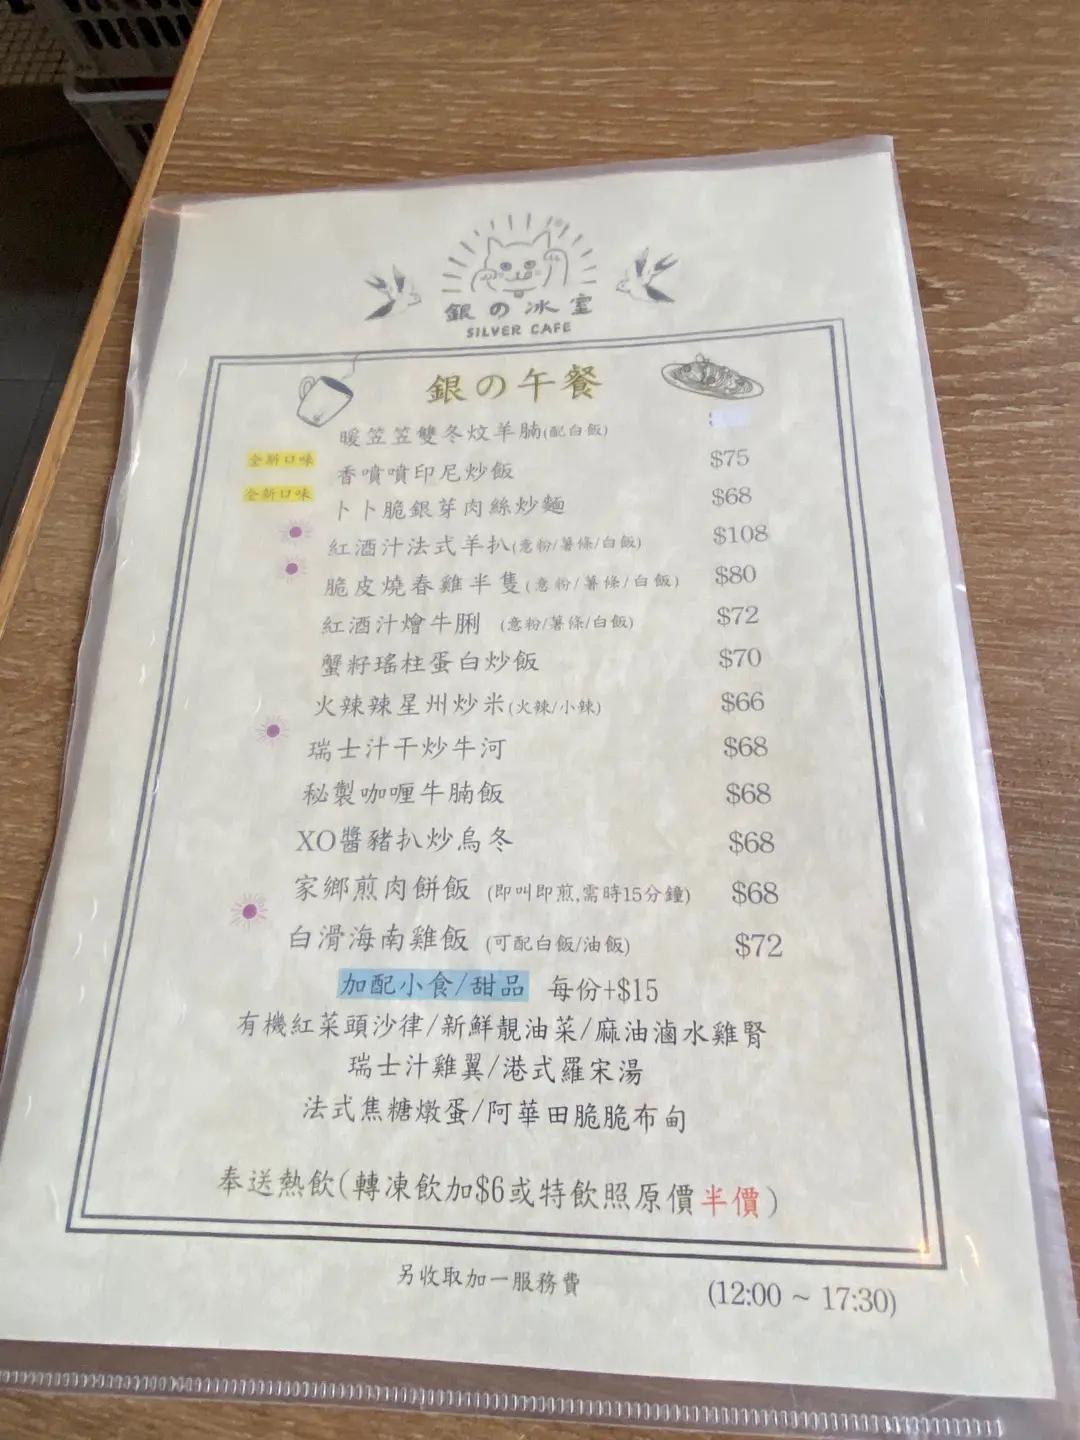 銀の冰室
SILVER CAFE
銀の午餐
暖笠笠雙冬炆羊腩(配白飯)
全新口味 香噴噴印尼炒飯 $75
全新口味 卜卜脆銀芽肉絲炒麵 $68
紅酒汁法式羊扒(意粉/薯條/白飯) $108
脆皮燒春雞半隻(意粉/薯條/白飯) $80
紅酒汁燴牛脷 (意粉/薯條/白飯) $72
蟹籽瑤柱蛋白炒飯 $70
火辣辣星州炒米(火辣/小辣) $66
瑞士汁干炒牛河 $68
秘製咖喱牛腩飯 $68
XO醬豬扒炒烏冬 $68
家鄉煎肉餅飯 (即叫即煎,需時15分鐘) $68
白滑海南雞飯 (可配白飯/油飯) $72
加配小食/甜品 每份+$15
有機紅菜頭沙律/新鮮靚油菜/麻油滷水雞腎
瑞士汁雞翼/港式羅宋湯
法式焦糖燉蛋/阿華田脆脆布甸
奉送熱飲(轉凍飲加$6或特飲照原價半價)
另收取加一服務費
(12:00 ~ 17:30)